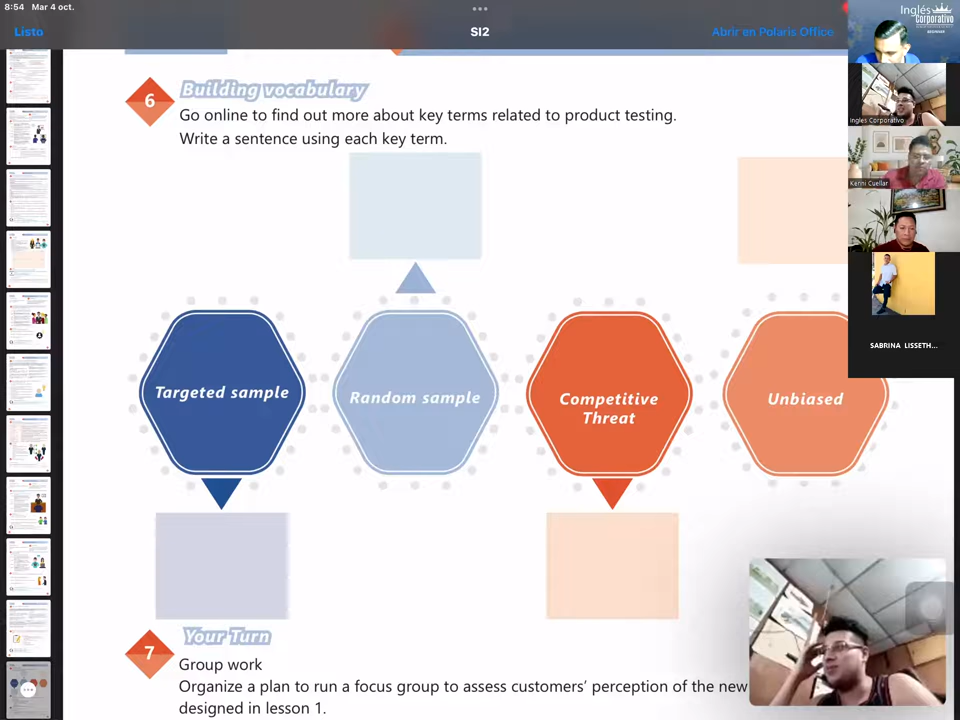 8:54 Mar 4 oct.
Listo
SI2
Abrir en Polaris Office
Inglés
Corporativo
6
Building vocabulary
Go online to find out more about key terms related to product testing.
Write a sentence using each key term.
Ingles Corporativo
Kenni Cuellar
SABRINA LISSETH...
Targeted sample
Random sample
Competitive
Threat
Unbiased
7
Your Turn
Group work
Organize a plan to run a focus group to assess customers' perception of the new
designed in lesson 1.